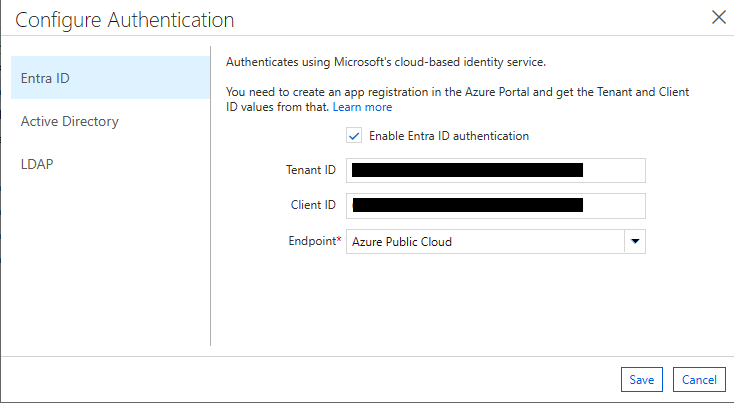 Configure Authentication
Entra ID
Active Directory
LDAP
Authenticates using Microsoft's cloud-based identity service.
You need to create an app registration in the Azure Portal and get the Tenant and Client
ID values from that. Learn more
Enable Entra ID authentication
Tenant ID
Client ID
Endpoint* Azure Public Cloud
Save Cancel